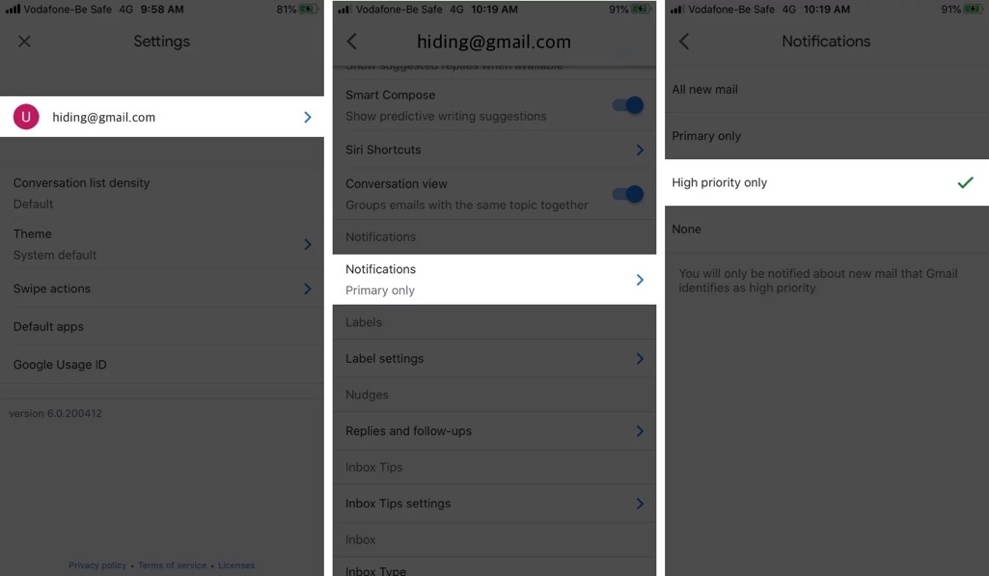 Vodafone-Be Safe 4G 9:58 AM 81%
Settings
U hiding@gmail.com
Conversation list density
Default
Theme
System default
Swipe actions
Default apps
Google Usage ID
version 6.0.200412
Privacy policy • Terms of service • Licenses
Vodafone-Be Safe 4G 10:19 AM 91%
hiding@gmail.com
Show suggested replies when available
Smart Compose
Show predictive writing suggestions
Siri Shortcuts
Conversation view
Groups emails with the same topic together
Notifications
Notifications
Primary only
Labels
Label settings
Nudges
Replies and follow-ups
Inbox Tips
Inbox Tips settings
Inbox
Inbox Type
Vodafone-Be Safe 4G 10:19 AM 91%
Notifications
All new mail
Primary only
High priority only
None
You will only be notified about new mail that Gmail
identifies as high priority